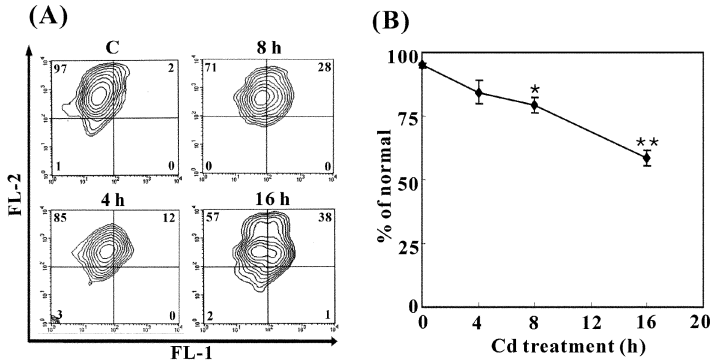 (A)
C
97 2
1 0
8 h
71 28
0 0
4 h
85 12
3 0
16 h
57 38
2 1
FL-2
FL-1
(B)
100
75
50
25
0
% of normal
*
**
0 4 8 12 16 20
Cd treatment (h)